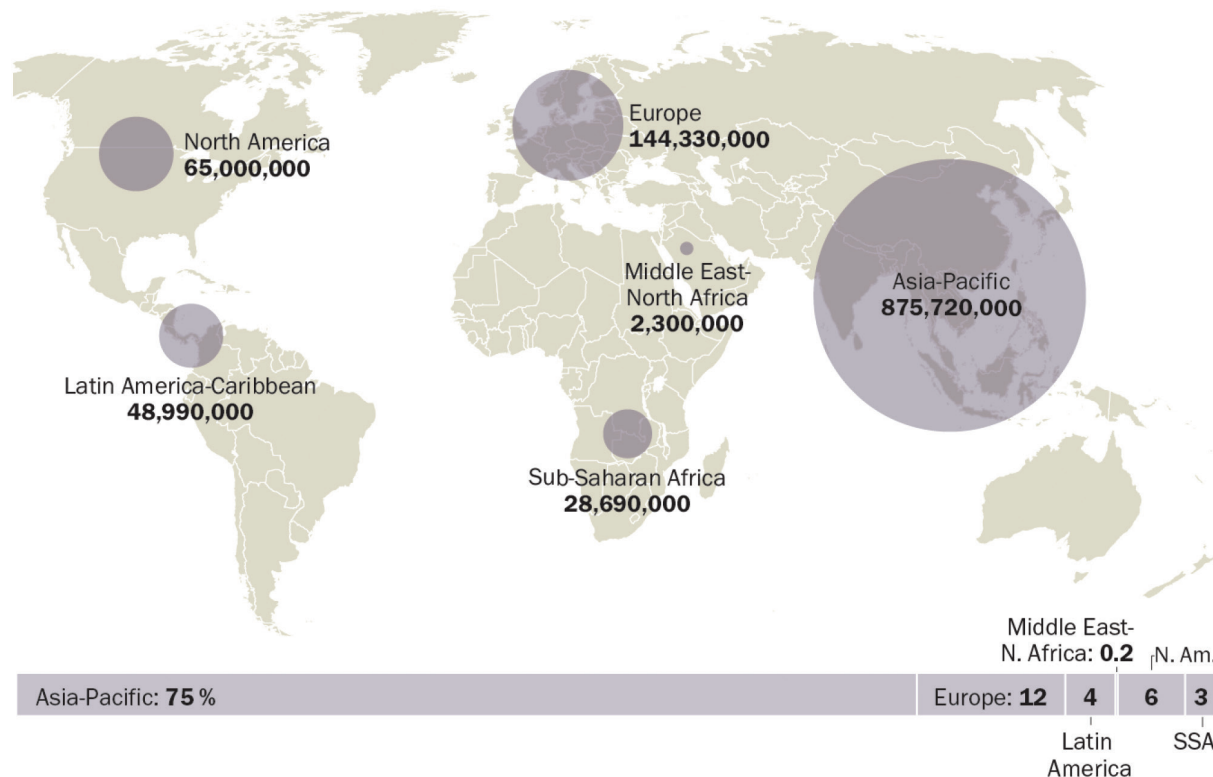 North America
65,000,000
Europe
144,330,000
Middle East-
North Africa
2,300,000
Asia-Pacific
875,720,000
Latin America-Caribbean
48,990,000
Sub-Saharan Africa
28,690,000
Middle East-
N. Africa: 0.2
N. Am.
Asia-Pacific: 75 %
Europe: 12
4
6
3
Latin
America
SSA